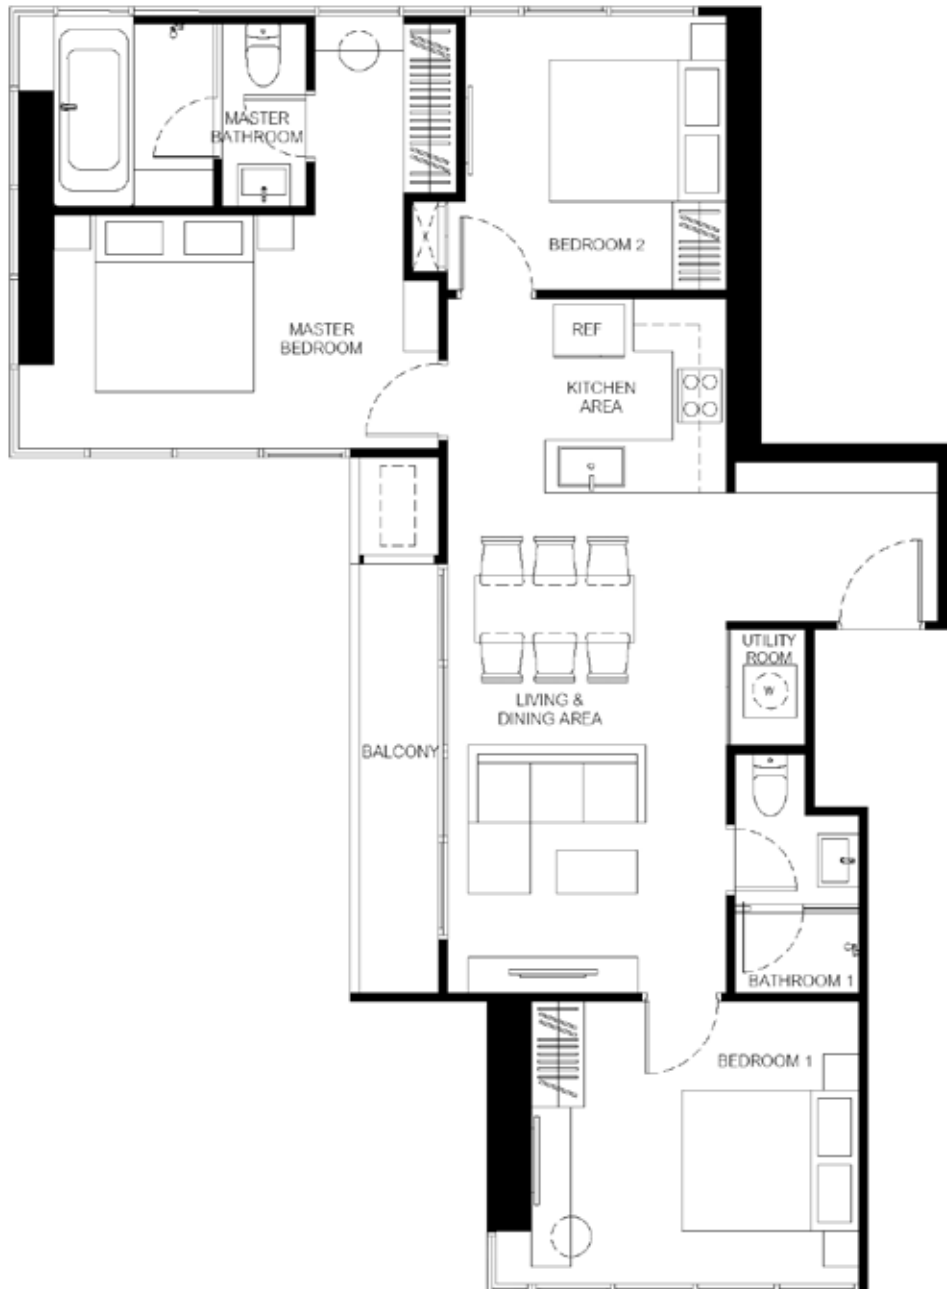 MASTER
BATHROOM
BEDROOM 2
MASTER
BEDROOM
REF
KITCHEN
AREA
UTILITY
ROOM
W
LIVING &
DINING AREA
BALCONY
BATHROOM 1
BEDROOM 1